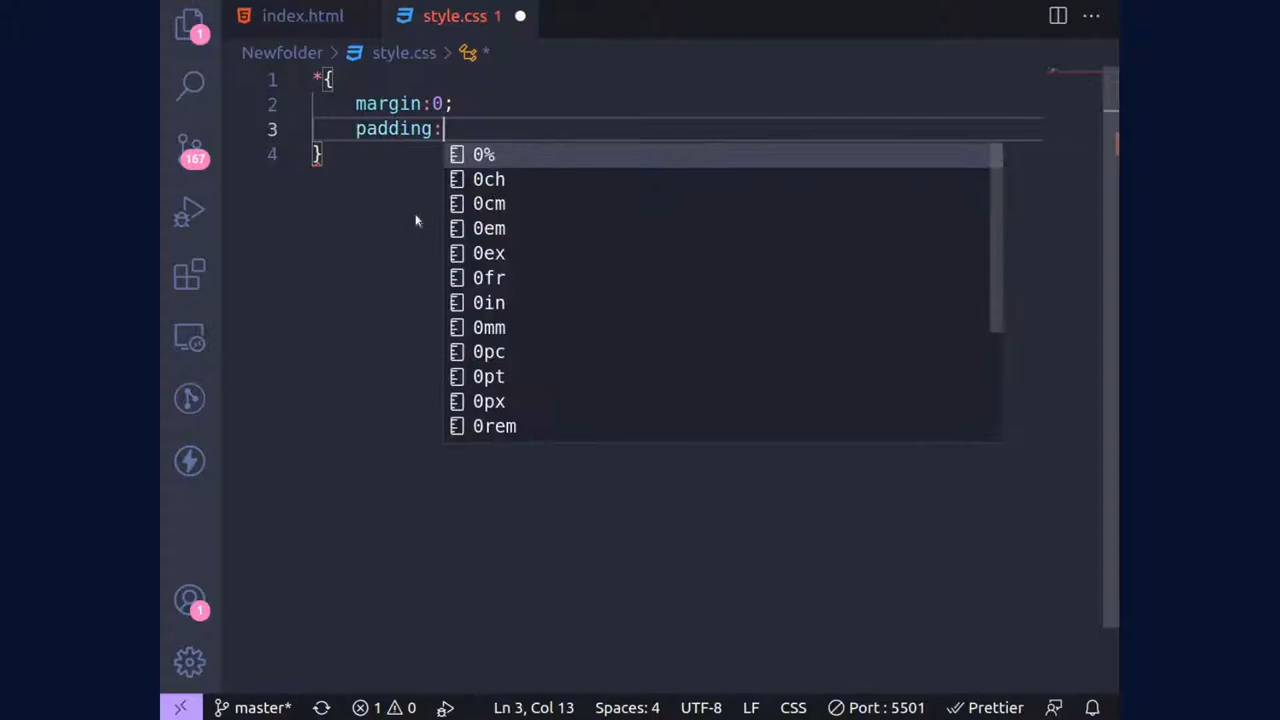 index.html
style.css 1
Newfolder > style.css > *
1 *{
2 margin:0;
3 padding:
4 }
0%
0ch
0cm
0em
0ex
0fr
0in
0mm
0pc
0pt
0px
0rem
1
167
1
master* 1 0 Ln 3, Col 13 Spaces: 4 UTF-8 LF CSS Port : 5501 Prettier